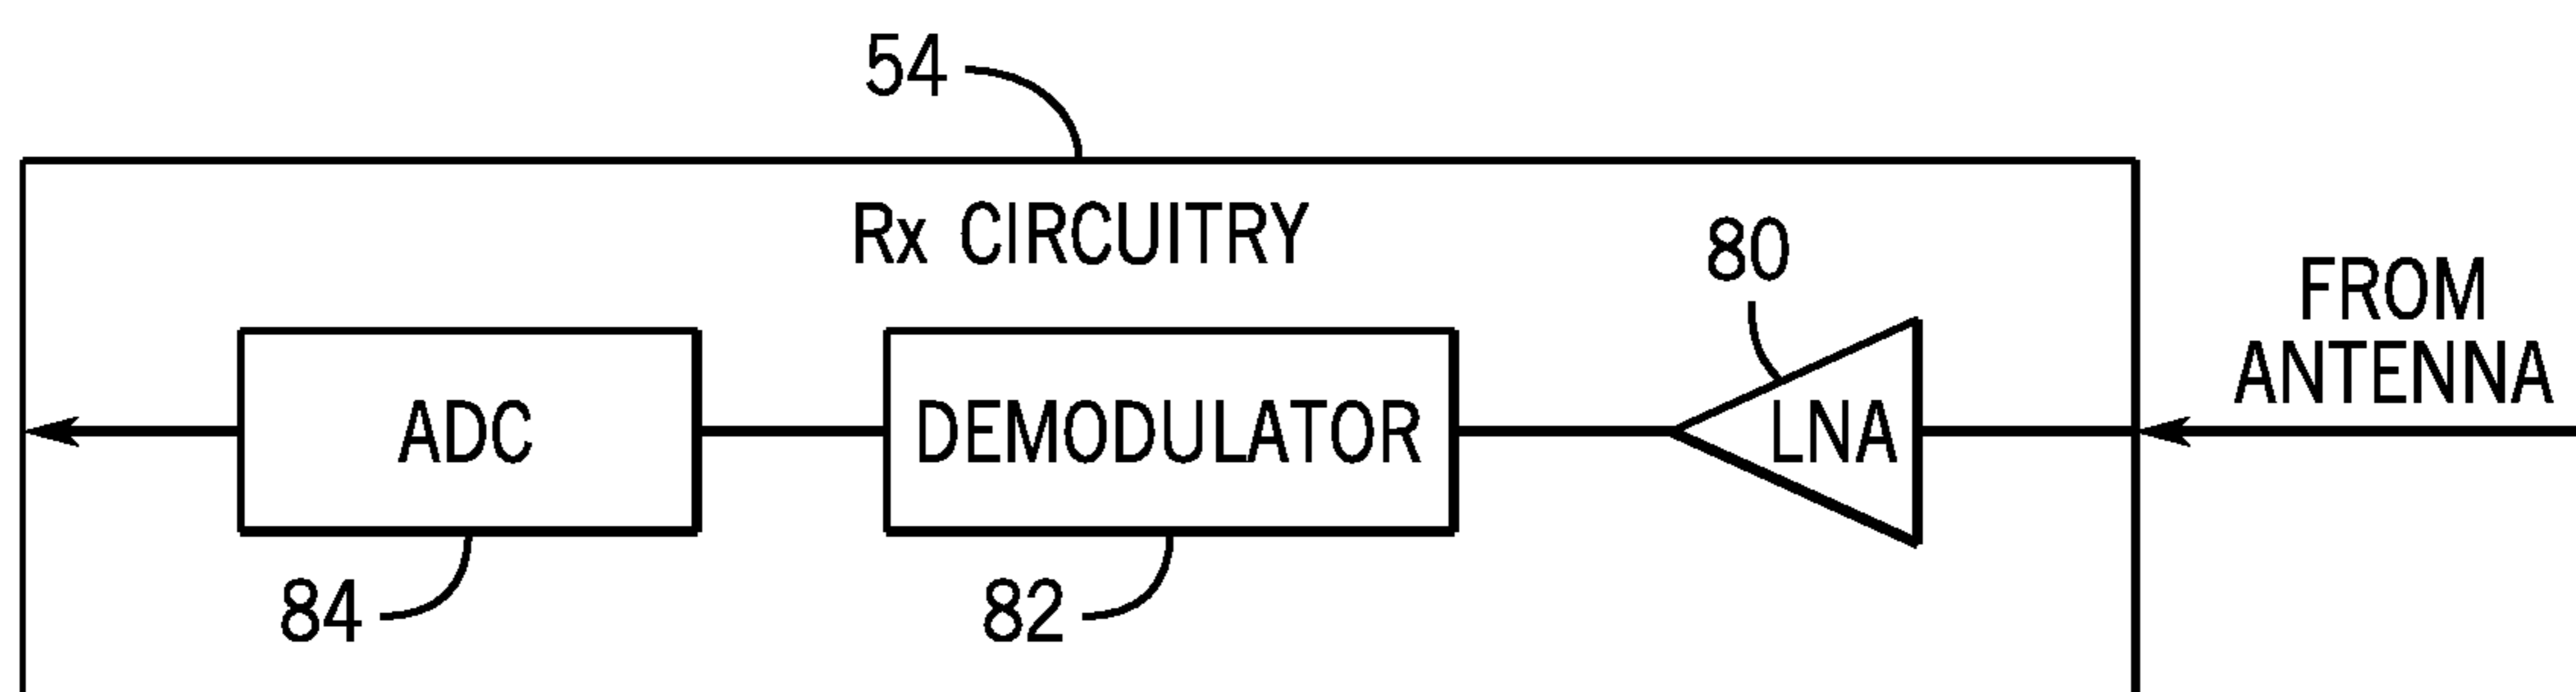 54
Rx CIRCUITRY
80
FROM
ANTENNA
ADC
DEMODULATOR
LNA
84
82